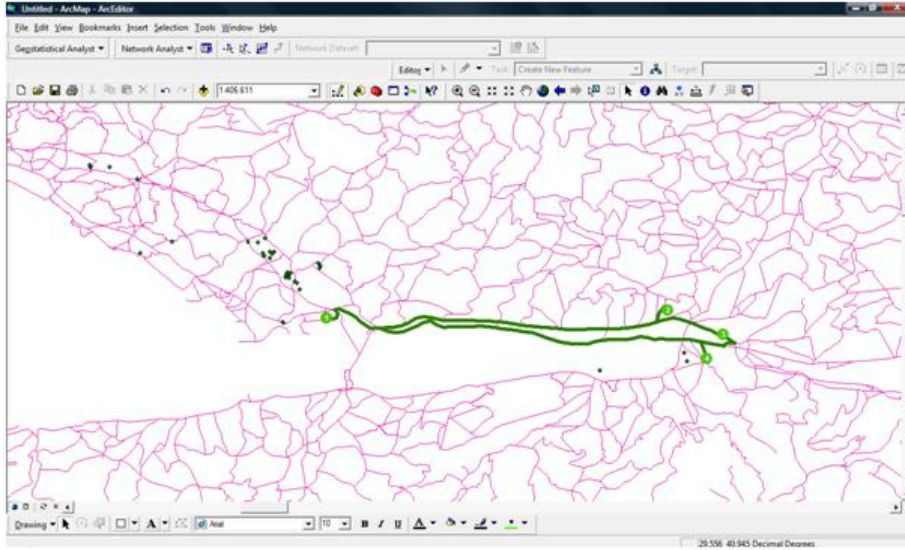 Untitled - ArcMap - ArcEditor
File Edit View Bookmarks Insert Selection Tools Window Help
Geostatistical Analyst Network Analyst Network Dataset:
Editor Task: Create New Feature Target:
1:406.611
Drawing Arial 10 B I U A
29.556 40.945 Decimal Degrees